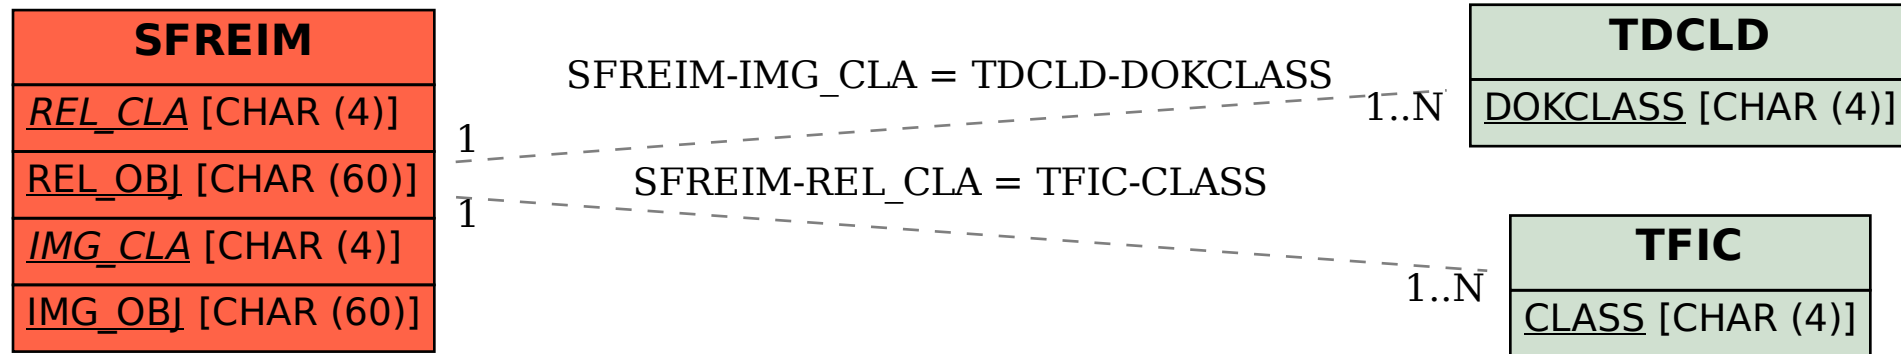 SFREIM
REL_CLA [CHAR (4)]
REL_OBJ [CHAR (60)]
IMG_CLA [CHAR (4)]
IMG_OBJ [CHAR (60)]
SFREIM-IMG_CLA = TDCLD-DOKCLASS
1
1..N
SFREIM-REL_CLA = TFIC-CLASS
1
1..N
TDCLD
DOKCLASS [CHAR (4)]
TFIC
CLASS [CHAR (4)]